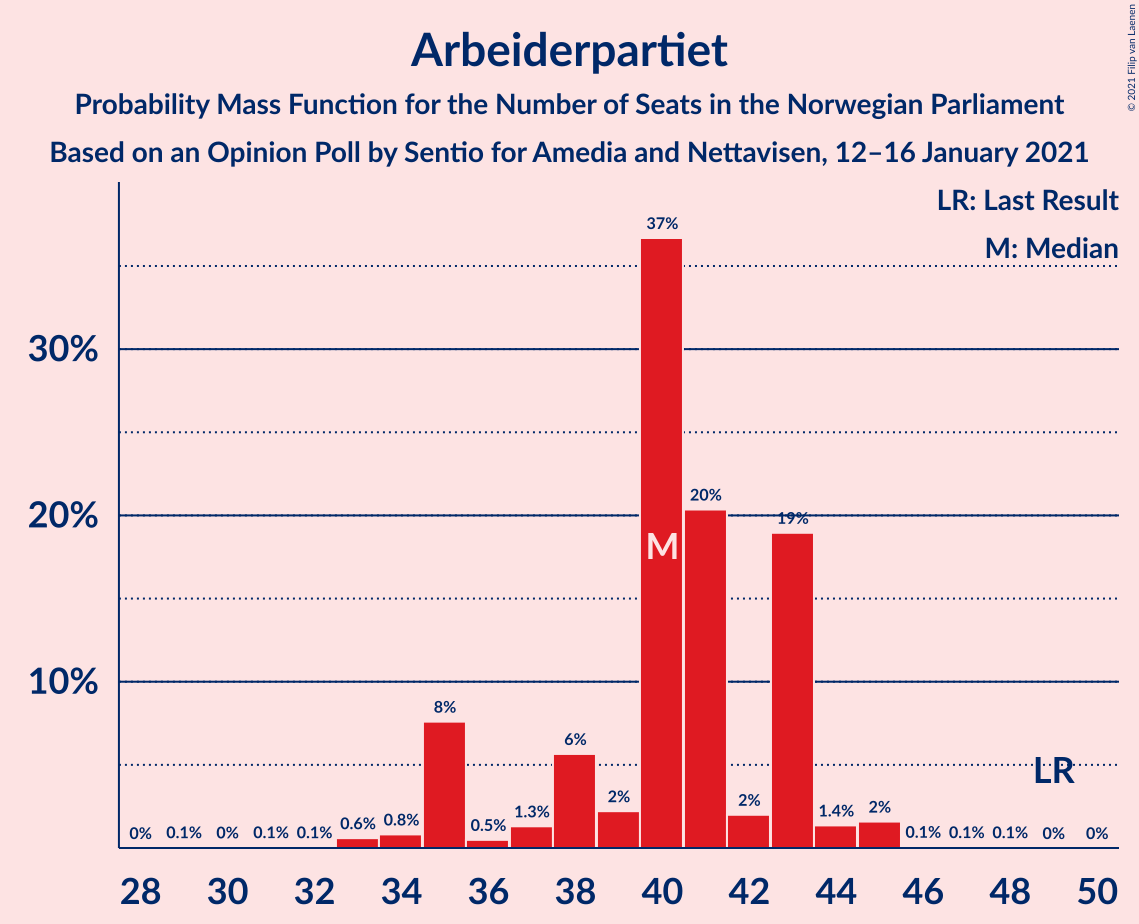 Arbeiderpartiet
Probability Mass Function for the Number of Seats in the Norwegian Parliament
Based on an Opinion Poll by Sentio for Amedia and Nettavisen, 12–16 January 2021
© 2021 Filip van Laenen
LR: Last Result
M: Median
30%
20%
10%
0% 0.1% 0% 0.1% 0.1% 0.6% 0.8% 8% 0.5% 1.3% 6% 2% 37% 20% 2% 19% 1.4% 2% 0.1% 0.1% 0.1% 0% 0%
M
LR
28 30 32 34 36 38 40 42 44 46 48 50